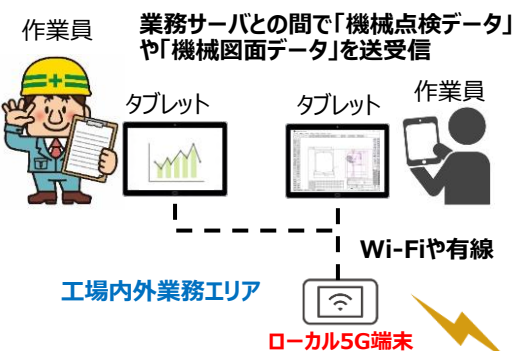 作業員
業務サーバとの間で「機械点検データ」
や「機械図面データ」を送受信
タブレット
タブレット
作業員
Wi-Fiや有線
工場内外業務エリア
ローカル5G端末